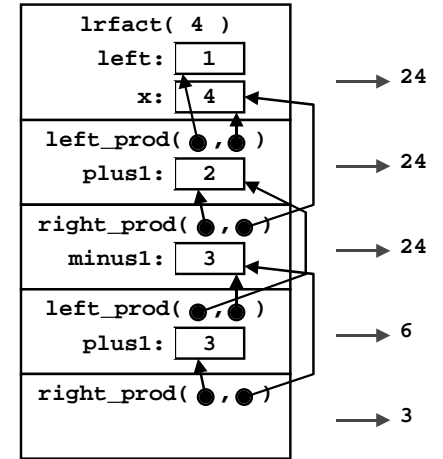 lrfact( 4 )
left: 1
x: 4
24
left_prod( , )
plus1: 2
24
right_prod( , )
minus1: 3
24
left_prod( , )
plus1: 3
6
right_prod( , )
3